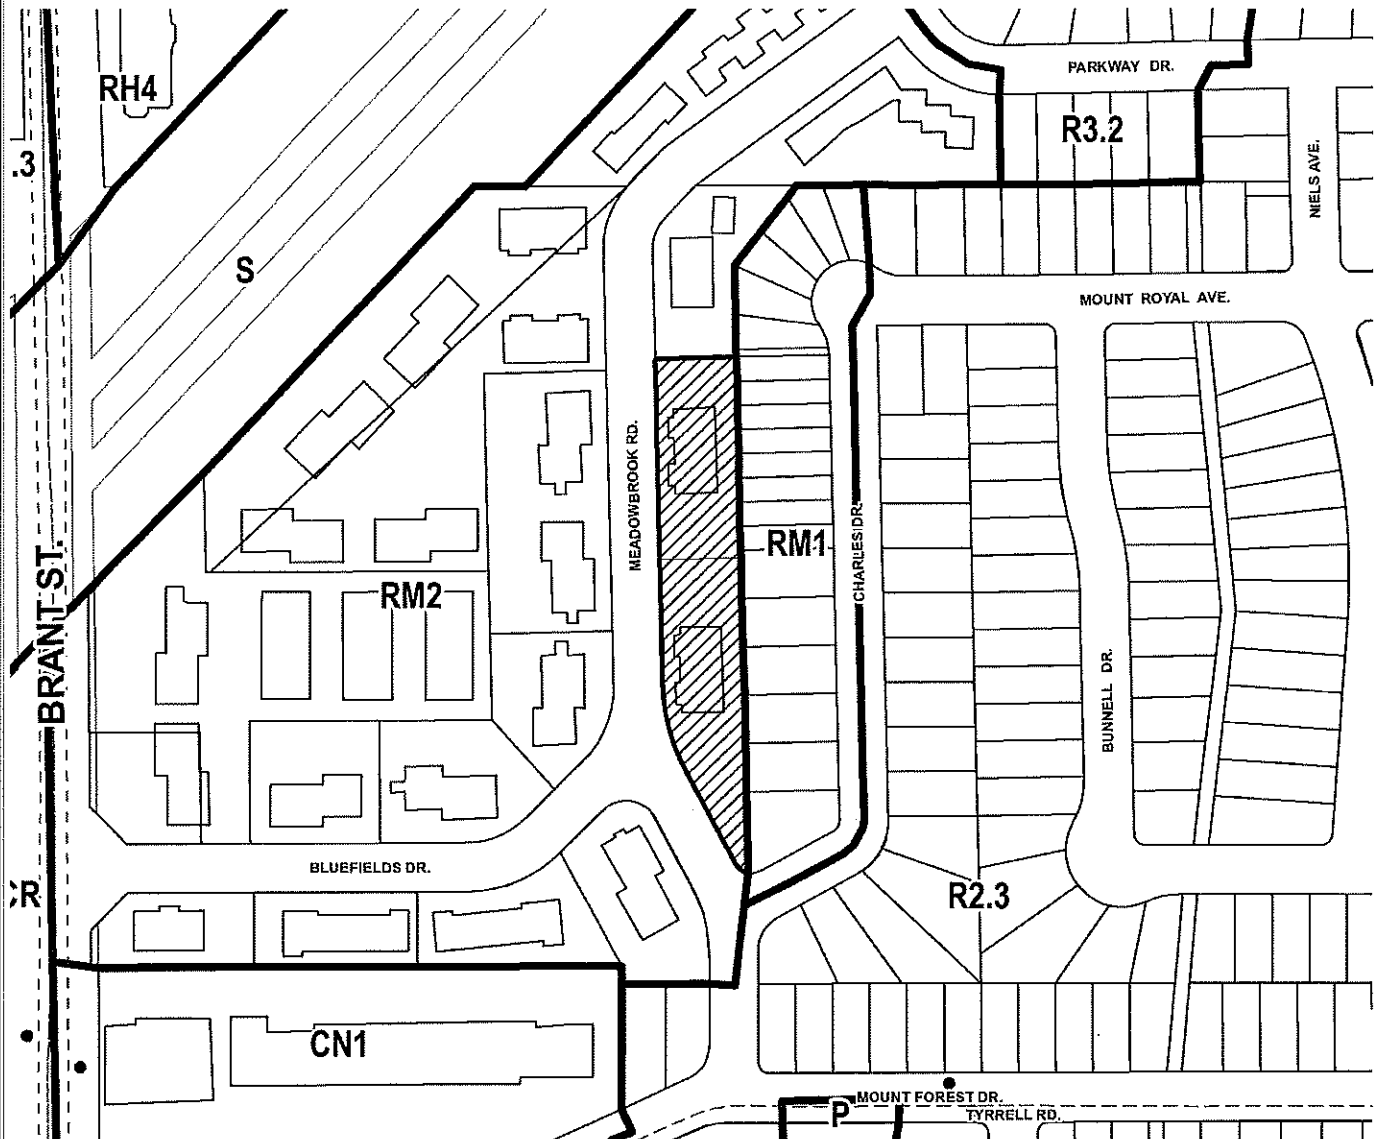 RH4
PARKWAY DR.
R3.2
.3
NIELS AVE.
S
MOUNT ROYAL AVE.
MEADOWBROOK RD.
RM1
CHARLES DR.
RM2
BRANT ST.
BUNNELL DR.
BLUEFIELDS DR.
CR
R2.3
CN1
MOUNT FOREST DR.
P
TYRRELL RD.